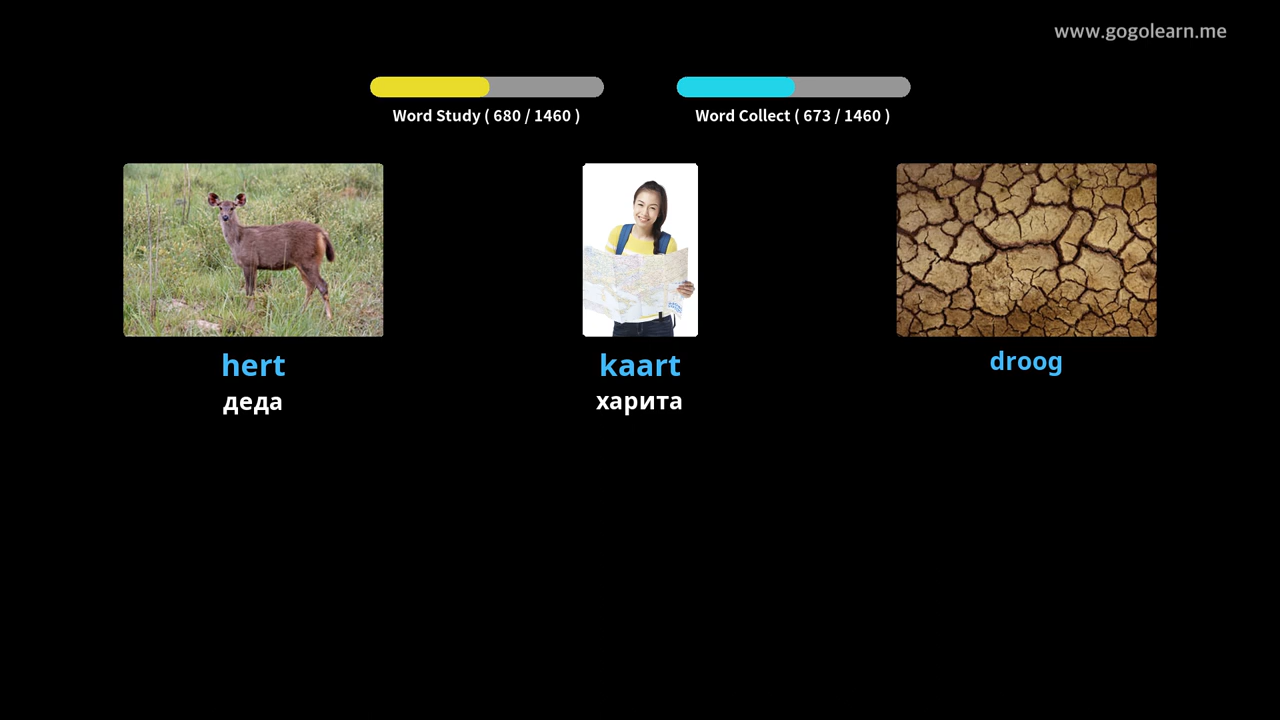 www.gogolearn.me
Word Study ( 680 / 1460 )
Word Collect ( 673 / 1460 )
hert
деда
kaart
харита
droog